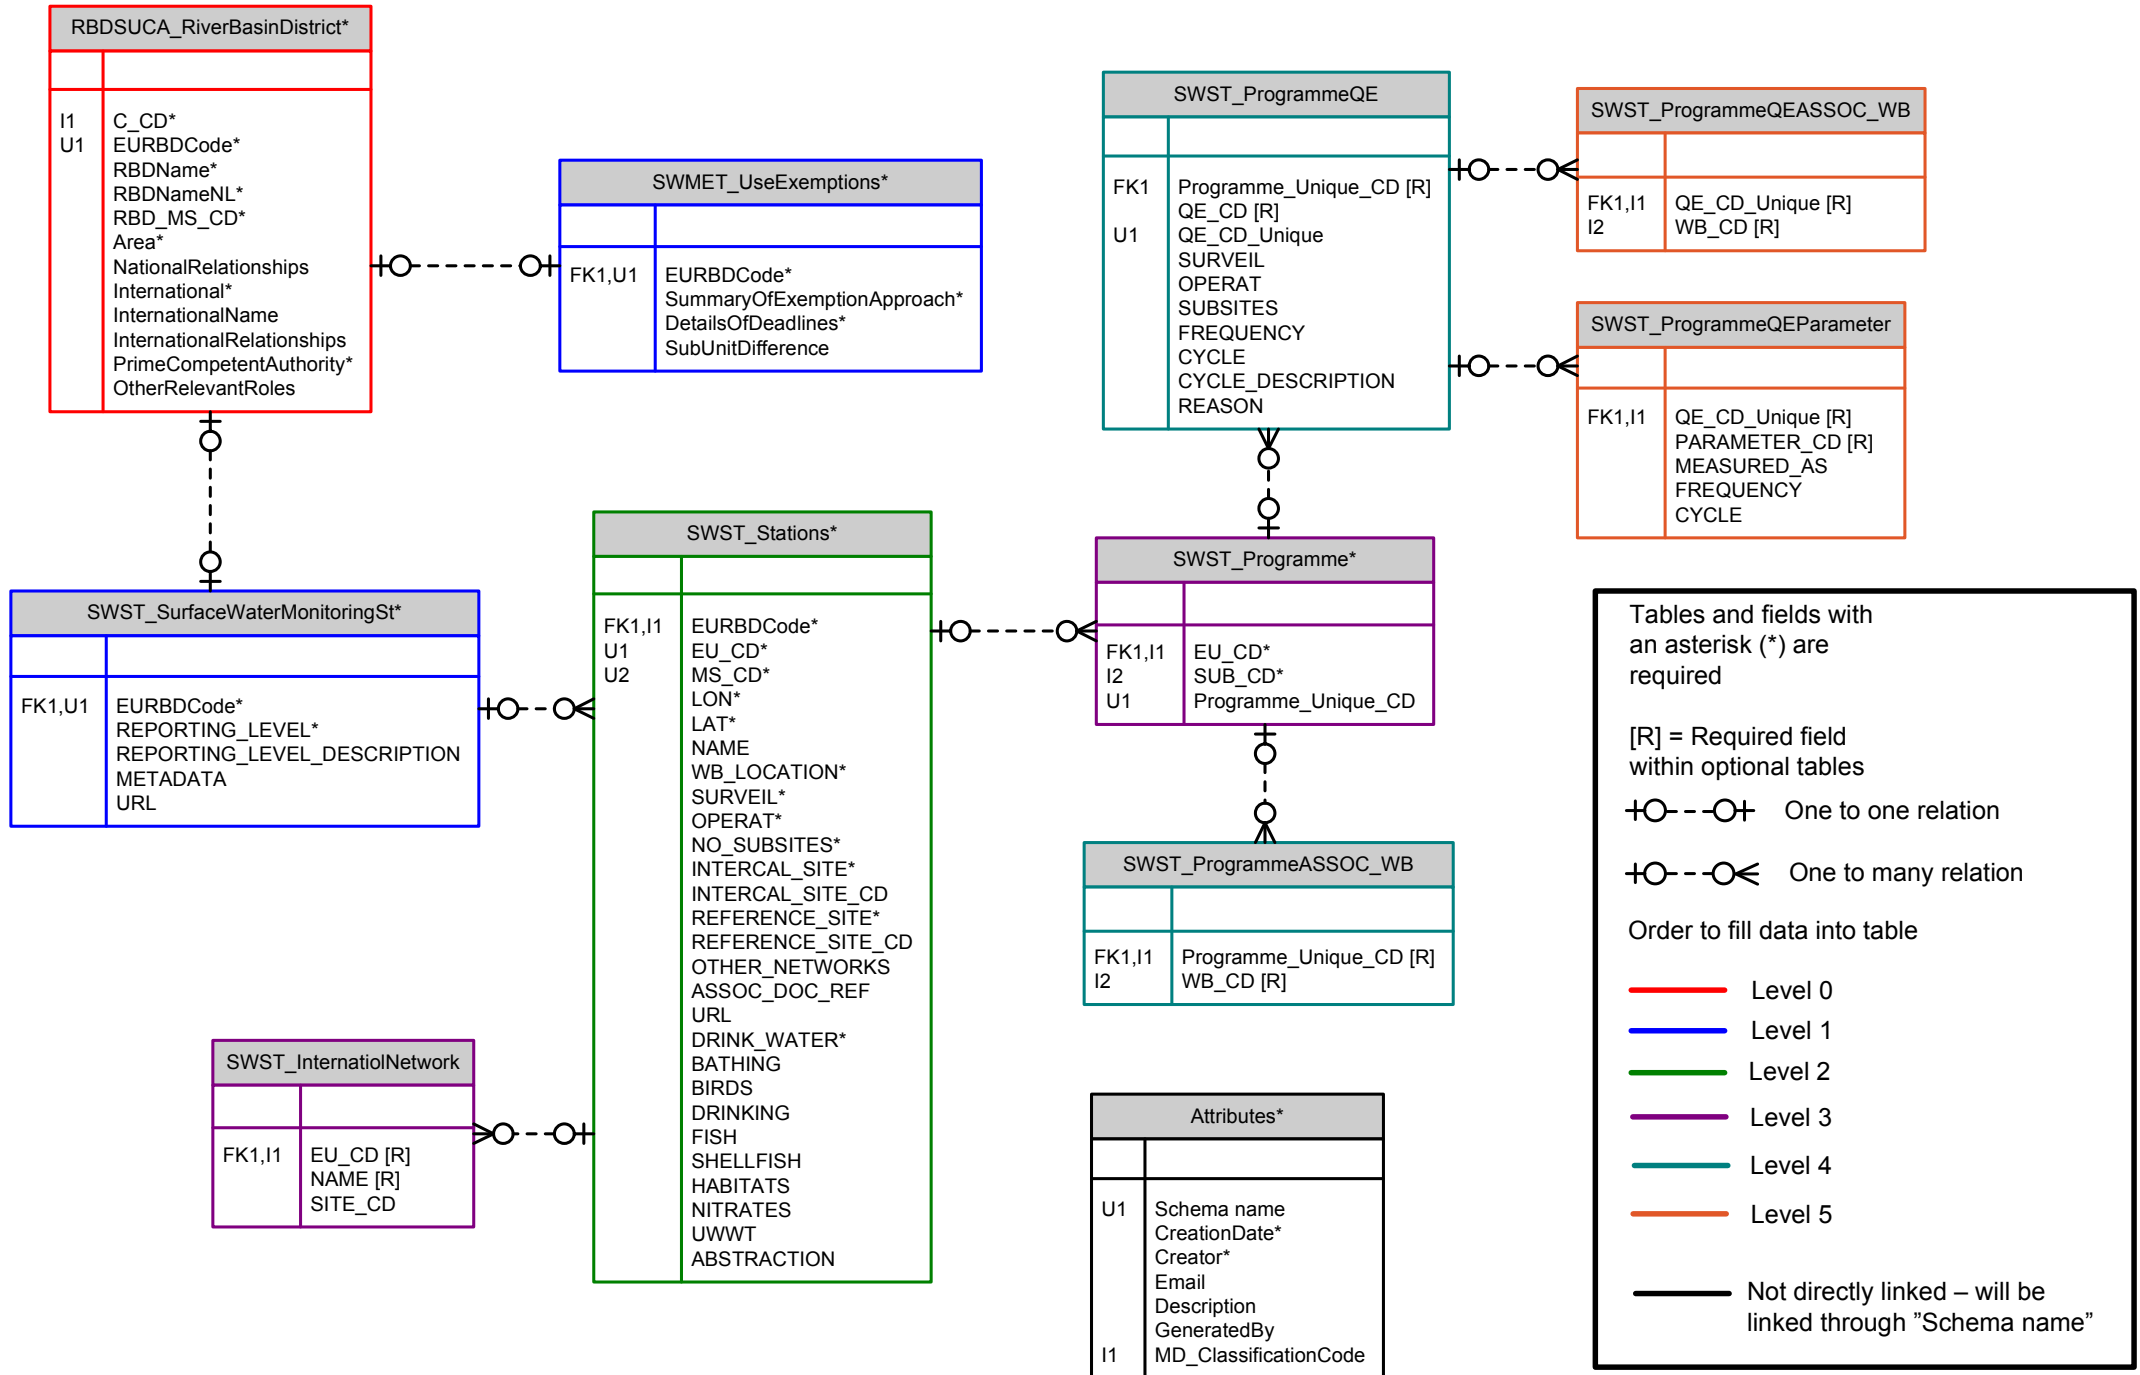 RBDSUCA_RiverBasinDistrict*
I1 C_CD*
U1 EURBDCode*
RBDName*
RBDNameNL*
RBD_MS_CD*
Area*
NationalRelationships
International*
InternationalName
InternationalRelationships
PrimeCompetentAuthority*
OtherRelevantRoles
SWMET_UseExemptions*
FK1,U1 EURBDCode*
SummaryOfExemptionApproach*
DetailsOfDeadlines*
SubUnitDifference
SWST_SurfaceWaterMonitoringSt*
FK1,U1 EURBDCode*
REPORTING_LEVEL*
REPORTING_LEVEL_DESCRIPTION
METADATA
URL
SWST_Stations*
FK1,I1 EURBDCode*
U1 EU_CD*
U2 MS_CD*
LON*
LAT*
NAME
WB_LOCATION*
SURVEIL*
OPERAT*
NO_SUBSITES*
INTERCAL_SITE*
INTERCAL_SITE_CD
REFERENCE_SITE*
REFERENCE_SITE_CD
OTHER_NETWORKS
ASSOC_DOC_REF
URL
DRINK_WATER*
BATHING
BIRDS
DRINKING
FISH
SHELLFISH
HABITATS
NITRATES
UWWT
ABSTRACTION
SWST_InternatiolNetwork
FK1,I1 EU_CD [R]
NAME [R]
SITE_CD
SWST_ProgrammeQE
FK1 Programme_Unique_CD [R]
QE_CD [R]
U1 QE_CD_Unique
SURVEIL
OPERAT
SUBSITES
FREQUENCY
CYCLE
CYCLE_DESCRIPTION
REASON
SWST_ProgrammeQEASSOC_WB
FK1,I1 QE_CD_Unique [R]
I2 WB_CD [R]
SWST_ProgrammeQEParameter
FK1,I1 QE_CD_Unique [R]
PARAMETER_CD [R]
MEASURED_AS
FREQUENCY
CYCLE
SWST_Programme*
FK1,I1 EU_CD*
I2 SUB_CD*
U1 Programme_Unique_CD
SWST_ProgrammeASSOC_WB
FK1,I1 Programme_Unique_CD [R]
I2 WB_CD [R]
Attributes*
U1 Schema name
CreationDate*
Creator*
Email
Description
GeneratedBy
I1 MD_ClassificationCode
Tables and fields with
an asterisk (*) are
required
[R] = Required field
within optional tables
One to one relation
One to many relation
Order to fill data into table
Level 0
Level 1
Level 2
Level 3
Level 4
Level 5
Not directly linked – will be
linked through ”Schema name”